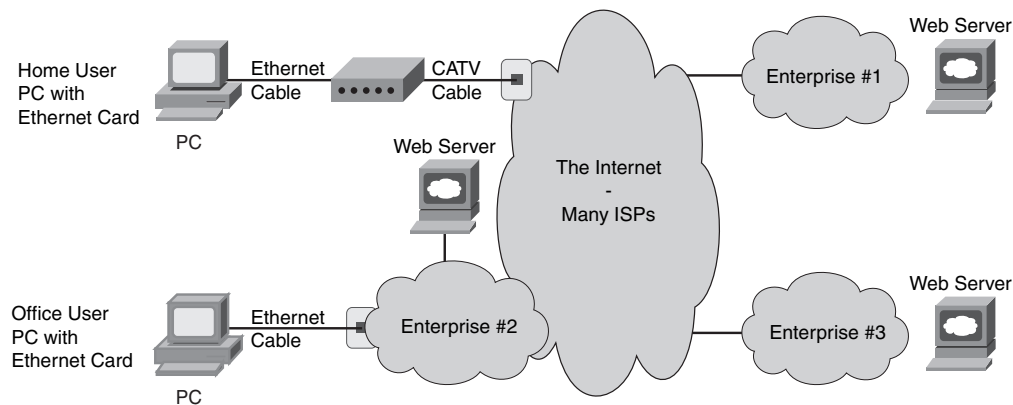 Home User
PC with
Ethernet Card
PC
Ethernet
Cable
CATV
Cable
Web Server
The Internet
-
Many ISPs
Enterprise #1
Web Server
Office User
PC with
Ethernet Card
PC
Ethernet
Cable
Enterprise #2
Enterprise #3
Web Server